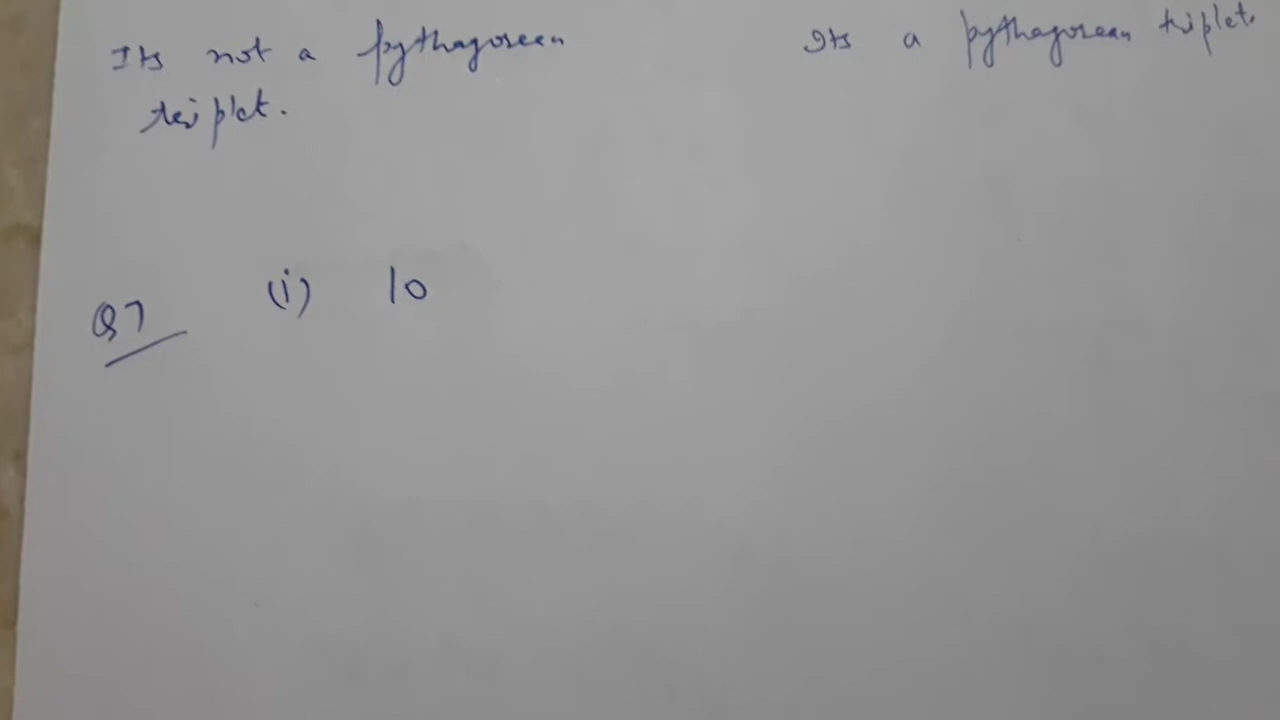 Its not a pythagorean
triplet.
Its a pythagorean triplet.
Q7 (i) 10